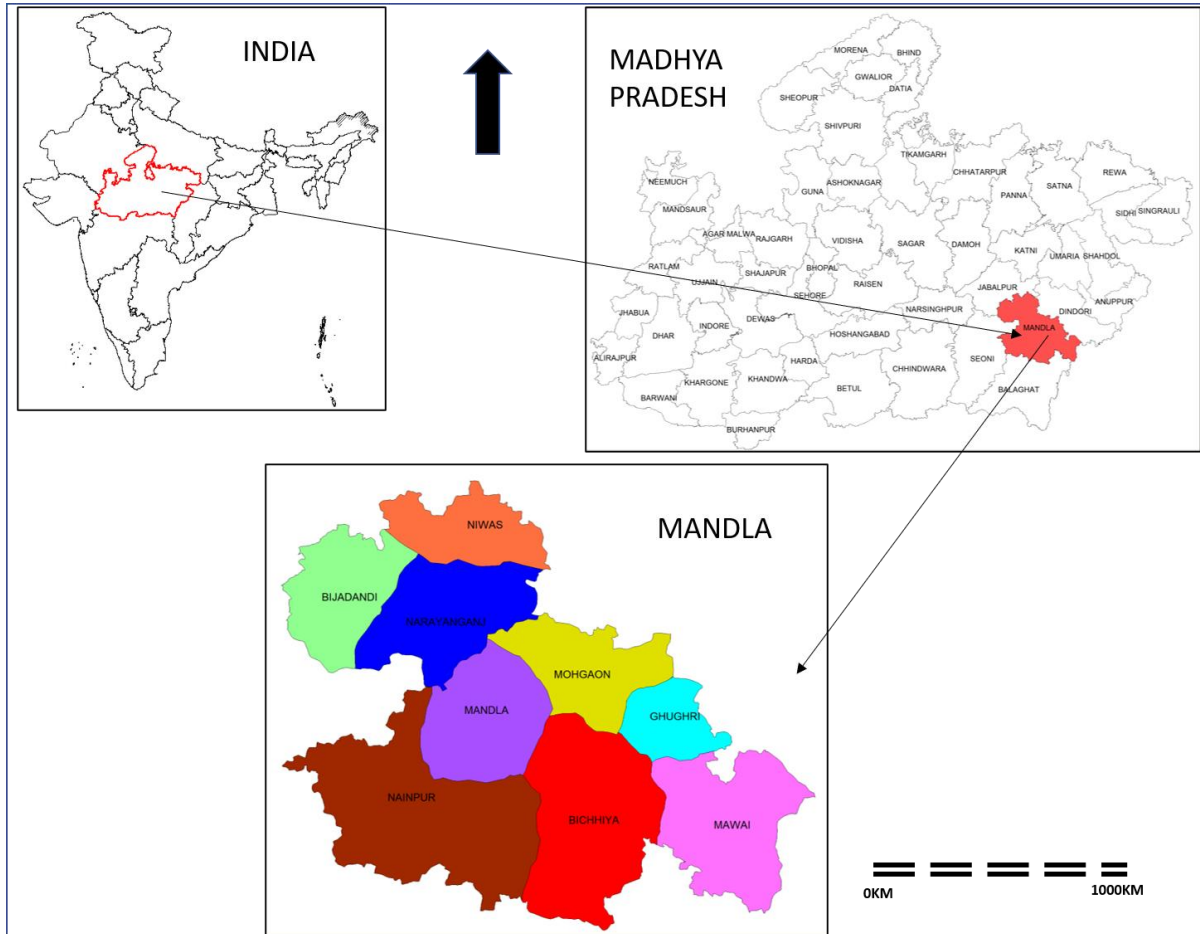 INDIA
MADHYA
PRADESH
MORENA
BHIND
GWALIOR
DATIA
SHEOPUR
SHIVPURI
TIKAMGARH
CHHATARPUR
NEEMUCH
GUNA
ASHOKNAGAR
PANNA
SATNA
REWA
MANDSAUR
SIDHI
SINGRAULI
AGAR MALWA
RAJGARH
VIDISHA
SAGAR
DAMOH
KATNI
UMARIA
SHAHDOL
RATLAM
UJJAIN
SHAJAPUR
BHOPAL
SEHORE
RAISEN
JABALPUR
ANUPPUR
JHABUA
DHAR
INDORE
DEWAS
HOSHANGABAD
NARSINGHPUR
DINDORI
MANDLA
ALIRAJPUR
HARDA
SEONI
CHHINDWARA
BALAGHAT
KHARGONE
KHANDWA
BETUL
BARWANI
BURHANPUR
MANDLA
NIWAS
BIJADANDI
NARAYANGANJ
MOHGAON
MANDLA
GHUGHRI
NAINPUR
BICHHIYA
MAWAI
0KM
1000KM